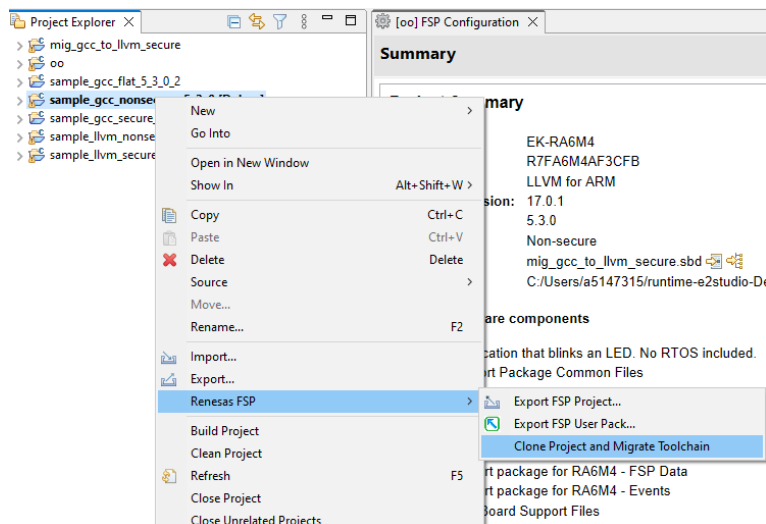 Project Explorer
mig_gcc_to_llvm_secure
oo
sample_gcc_flat_5_3_0_2
sample_gcc_nonsec
sample_gcc_secure_
sample_llvm_nonse
sample_llvm_secure
New
Go Into
Open in New Window
Show In Alt+Shift+W
Copy Ctrl+C
Paste Ctrl+V
Delete Delete
Source
Move...
Rename... F2
Import...
Export...
Renesas FSP
Build Project
Clean Project
Refresh F5
Close Project
Close Unrelated Projects
Export FSP Project...
Export FSP User Pack...
Clone Project and Migrate Toolchain
[oo] FSP Configuration
Summary
mary
EK-RA6M4
R7FA6M4AF3CFB
LLVM for ARM
sion: 17.0.1
5.3.0
Non-secure
mig_gcc_to_llvm_secure.sbd
C:/Users/a5147315/runtime-e2studio-De
are components
cation that blinks an LED. No RTOS included.
rt Package Common Files
rt package for RA6M4 - FSP Data
rt package for RA6M4 - Events
Board Support Files